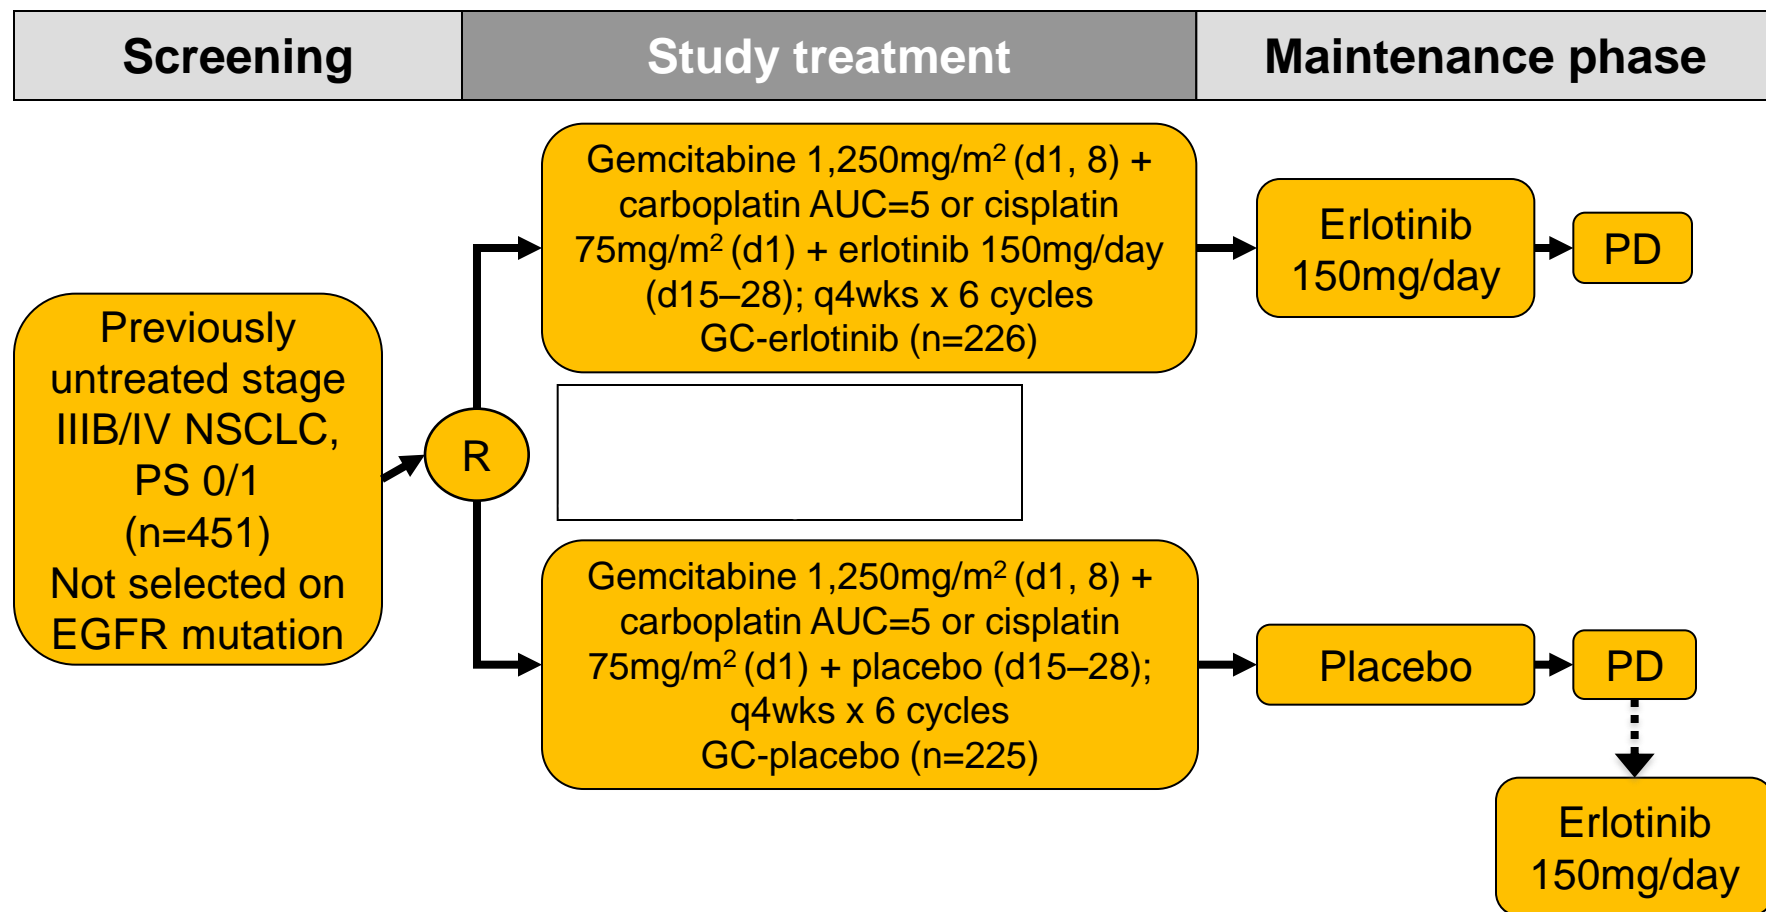 Screening
Study treatment
Maintenance phase
Previously
untreated stage
IIIB/IV NSCLC,
PS 0/1
(n=451)
Not selected on
EGFR mutation
R
Gemcitabine 1,250mg/m² (d1, 8) +
carboplatin AUC=5 or cisplatin
75mg/m² (d1) + erlotinib 150mg/day
(d15–28); q4wks x 6 cycles
GC-erlotinib (n=226)
Erlotinib
150mg/day
PD
Gemcitabine 1,250mg/m² (d1, 8) +
carboplatin AUC=5 or cisplatin
75mg/m² (d1) + placebo (d15–28);
q4wks x 6 cycles
GC-placebo (n=225)
Placebo
PD
Erlotinib
150mg/day